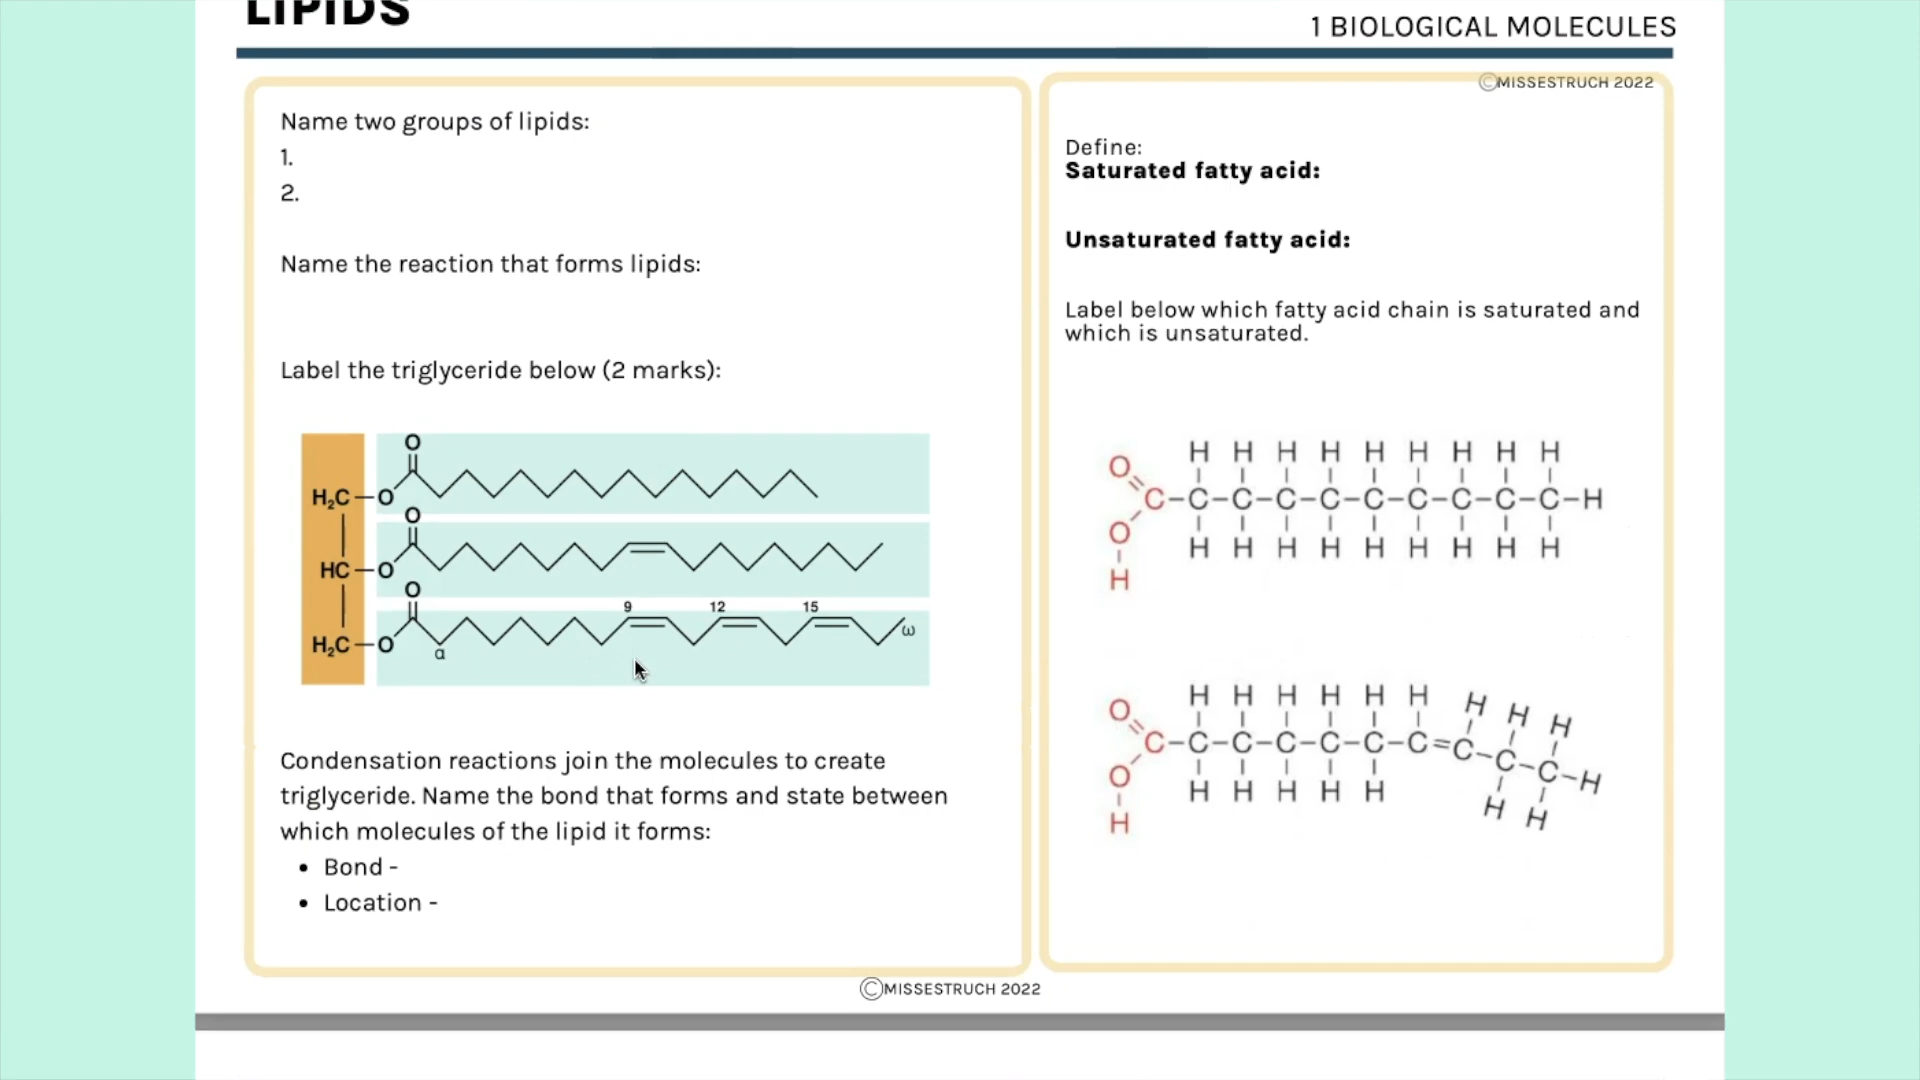 LIPIDS
1 BIOLOGICAL MOLECULES
©MISSESTRUCH 2022
Name two groups of lipids:
1.
2.
Name the reaction that forms lipids:
Label the triglyceride below (2 marks):
O
H₂C—O
O
HC—O
O
9 12 15
H₂C—O
α
ω
Condensation reactions join the molecules to create
triglyceride. Name the bond that forms and state between
which molecules of the lipid it forms:
• Bond -
• Location -
Define:
Saturated fatty acid:
Unsaturated fatty acid:
Label below which fatty acid chain is saturated and
which is unsaturated.
H H H H H H H H H
O
C-C-C-C-C-C-C-C-C-C-H
O
H H H H H H H H H
H
H H H H H H H H H
O
C-C-C-C-C-C-C=C-C-C-H
O
H H H H H H H
H
©MISSESTRUCH 2022